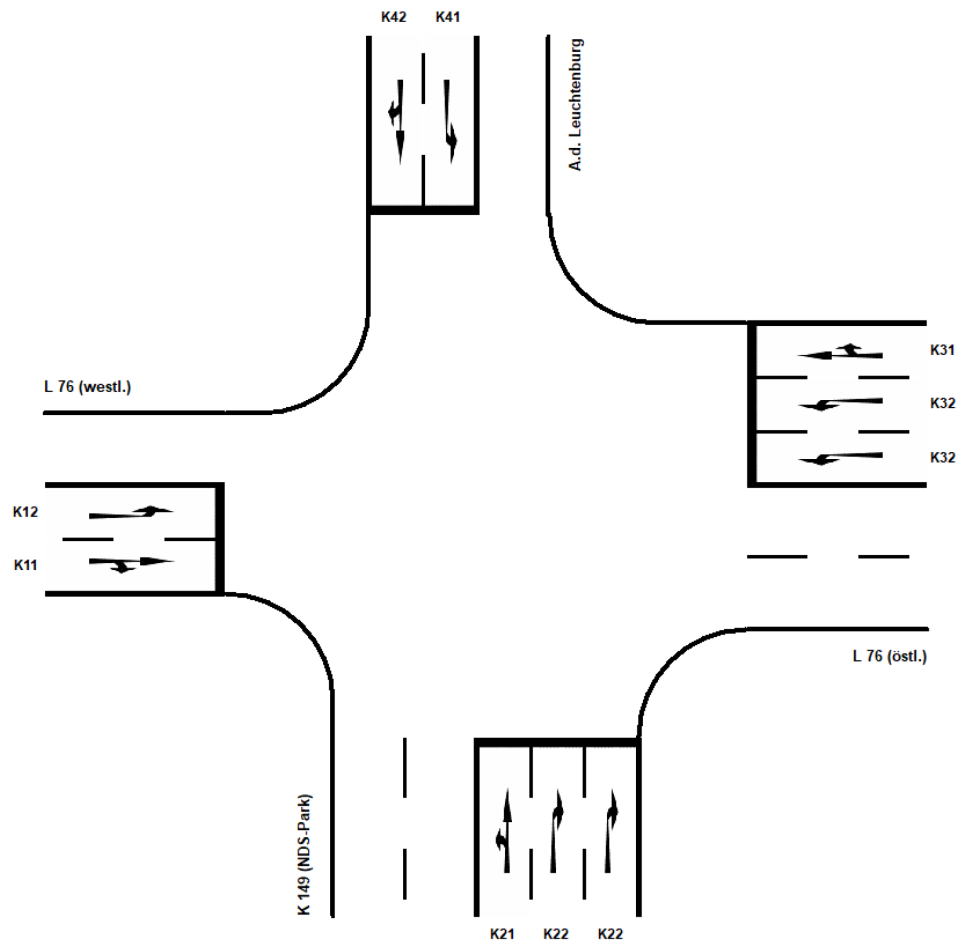 K42 K41
A.d. Leuchtenburg
K31
L 76 (westl.)
K32
K32
K12
K11
L 76 (östl.)
K 149 (NDS-Park)
K21 K22 K22